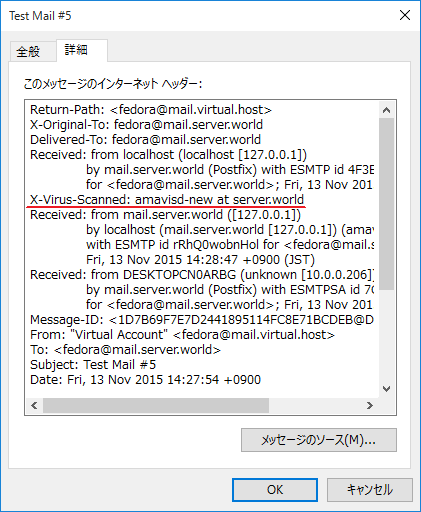 Test Mail #5
全般
詳細
このメッセージのインターネット ヘッダー:
Return-Path: <fedora@mail.virtual.host>
X-Original-To: fedora@mail.server.world
Delivered-To: fedora@mail.server.world
Received: from localhost (localhost [127.0.0.1])
by mail.server.world (Postfix) with ESMTP id 4F3E
for <fedora@mail.server.world>; Fri, 13 Nov 201
X-Virus-Scanned: amavisd-new at server.world
Received: from mail.server.world ([127.0.0.1])
by localhost (mail.server.world [127.0.0.1]) (amav
with ESMTP id rRhQ0wobnHol for <fedora@mail.
Fri, 13 Nov 2015 14:28:47 +0900 (JST)
Received: from DESKTOPCN0ARBG (unknown [10.0.0.206])
by mail.server.world (Postfix) with ESMTPSA id 7C
for <fedora@mail.server.world>; Fri, 13 Nov 201
Message-ID: <1D7B69F7E7D2441895114FC8E71BCDEB@D
From: "Virtual Account" <fedora@mail.virtual.host>
To: <fedora@mail.server.world>
Subject: Test Mail #5
Date: Fri, 13 Nov 2015 14:27:54 +0900
メッセージのソース(M)...
OK
キャンセル